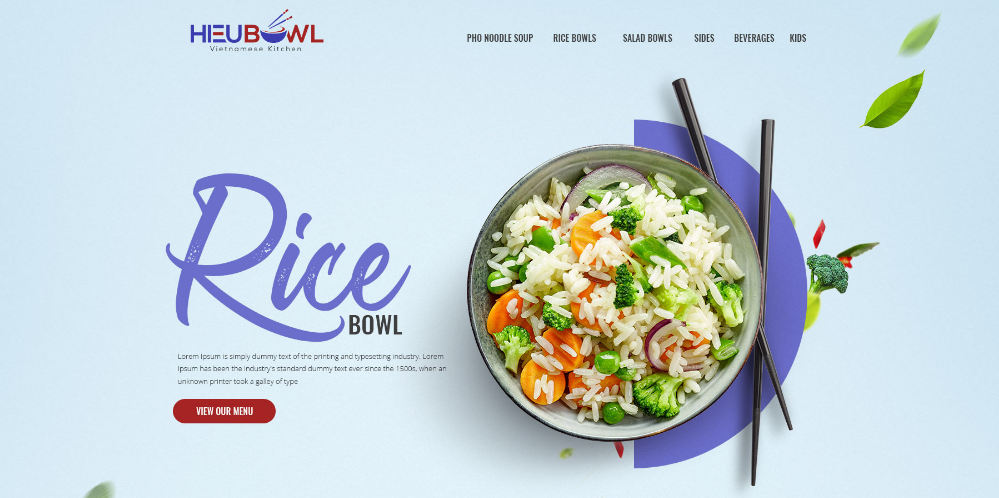 HIEUBOWL
Vietnamese Kitchen
PHO NOODLE SOUP RICE BOWLS SALAD BOWLS SIDES BEVERAGES KIDS
Rice
BOWL
Lorem Ipsum is simply dummy text of the printing and typesetting industry. Lorem
Ipsum has been the industry's standard dummy text ever since the 1500s, when an
unknown printer took a galley of type
VIEW OUR MENU